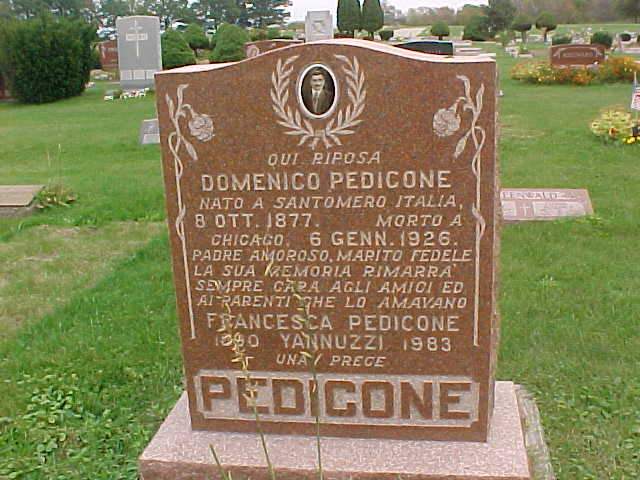 QUI RIPOSA
DOMENICO PEDICONE
NATO A SANTOMERO ITALIA,
8 OTT. 1877. MORTO A
CHICAGO, 6 GENN. 1926.
PADRE AMOROSO, MARITO FEDELE
LA SUA MEMORIA RIMARRA'
SEMPRE CARA AGLI AMICI ED
AI PARENTI CHE LO AMAVANO
FRANCESCA PEDICONE
YANNUZZI 1983
UNA PRECE
PEDICONE